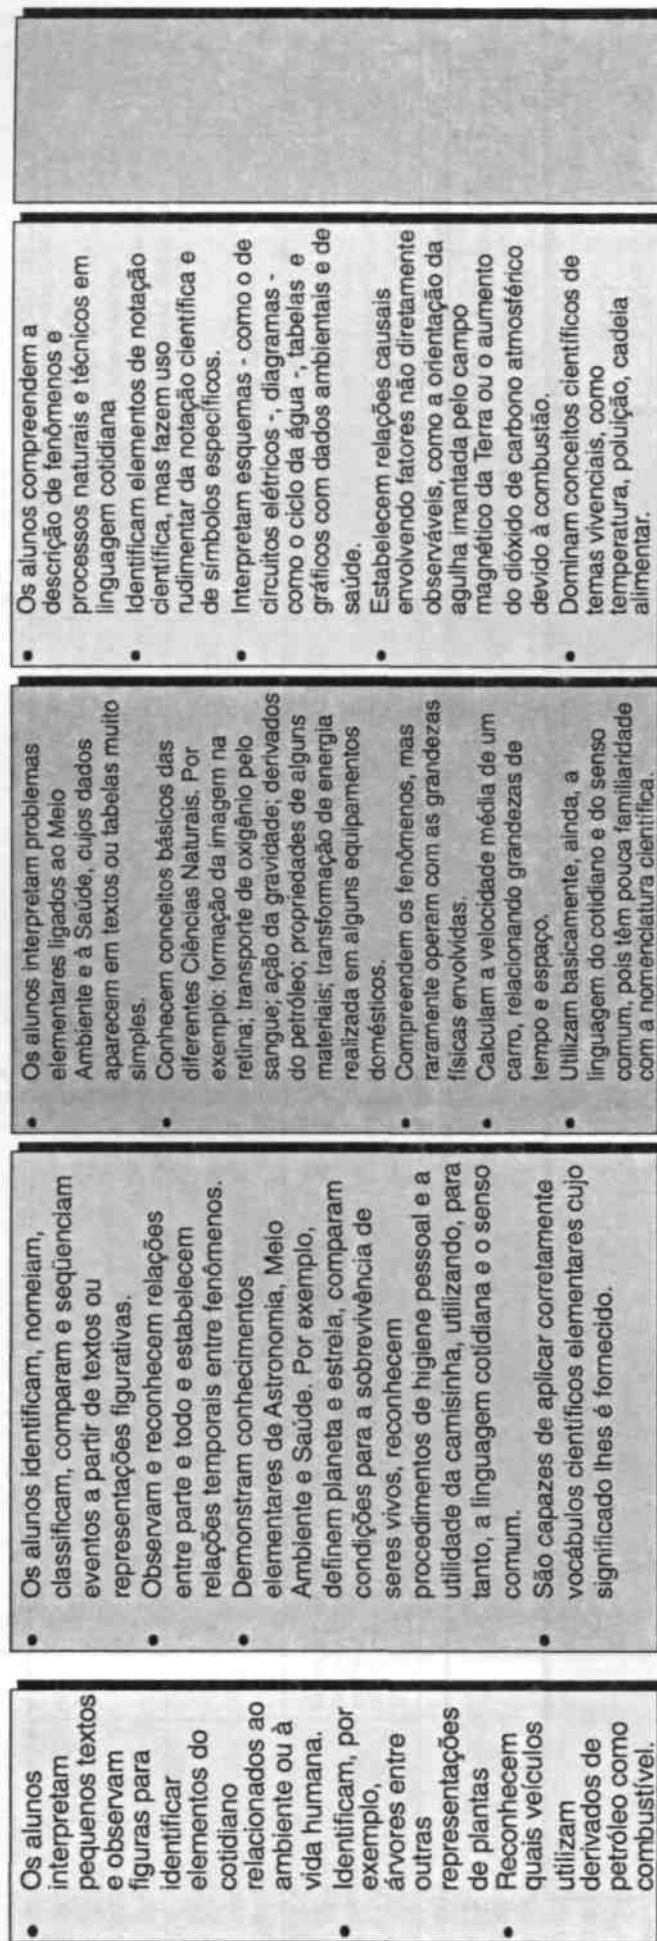 • Os alunos
interpretam
pequenos textos
e observam
figuras para
identificar
elementos do
cotidiano
relacionados ao
ambiente ou à
vida humana.
• Identificam, por
exemplo,
árvores entre
outras
representações
de plantas
• Reconhecem
quais veículos
utilizam
derivados de
petróleo como
combustível.
• Os alunos identificam, nomeiam,
classificam, comparam e seqüenciam
eventos a partir de textos ou
representações figurativas.
• Observam e reconhecem relações
entre parte e todo e estabelecem
relações temporais entre fenômenos.
• Demonstram conhecimentos
elementares de Astronomia, Meio
Ambiente e Saúde. Por exemplo,
definem planeta e estrela, comparam
condições para a sobrevivência de
seres vivos, reconhecem
procedimentos de higiene pessoal e a
utilidade da camisinha, utilizando, para
tanto, a linguagem cotidiana e o senso
comum.
• São capazes de aplicar corretamente
vocábulos científicos elementares cujo
significado lhes é fornecido.
• Os alunos interpretam problemas
elementares ligados ao Meio
Ambiente e à Saúde, cujos dados
aparecem em textos ou tabelas muito
simples.
• Conhecem conceitos básicos das
diferentes Ciências Naturais. Por
exemplo: formação da imagem na
retina; transporte de oxigênio pelo
sangue; ação da gravidade; derivados
do petróleo; propriedades de alguns
materiais; transformação de energia
realizada em alguns equipamentos
domésticos.
• Compreendem os fenômenos, mas
raramente operam com as grandezas
físicas envolvidas.
• Calculam a velocidade média de um
carro, relacionando grandezas de
tempo e espaço.
• Utilizam basicamente, ainda, a
linguagem do cotidiano e do senso
comum, pois têm pouca familiaridade
com a nomenclatura científica.
• Os alunos compreendem a
descrição de fenômenos e
processos naturais e técnicos em
linguagem cotidiana
• Identificam elementos de notação
científica, mas fazem uso
rudimentar da notação científica e
de símbolos específicos.
• Interpretam esquemas - como o de
circuitos elétricos -, diagramas -
como o ciclo da água -, tabelas e
gráficos com dados ambientais e de
saúde.
• Estabelecem relações causais
envolvendo fatores não diretamente
observáveis, como a orientação da
agulha imantada pelo campo
magnético da Terra ou o aumento
do dióxido de carbono atmosférico
devido à combustão.
• Dominam conceitos científicos de
temas vivenciais, como
temperatura, poluição, cadeia
alimentar.